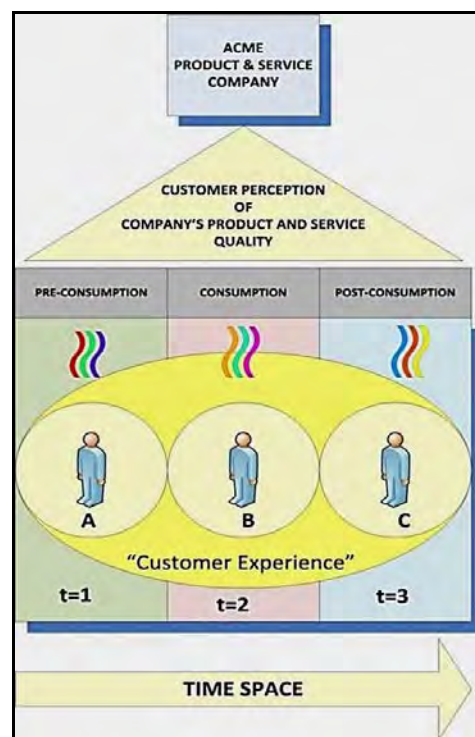 ACME
PRODUCT & SERVICE
COMPANY
CUSTOMER PERCEPTION
OF
COMPANY'S PRODUCT AND SERVICE
QUALITY
PRE-CONSUMPTION CONSUMPTION POST-CONSUMPTION
A B C
"Customer Experience"
t=1 t=2 t=3
TIME SPACE